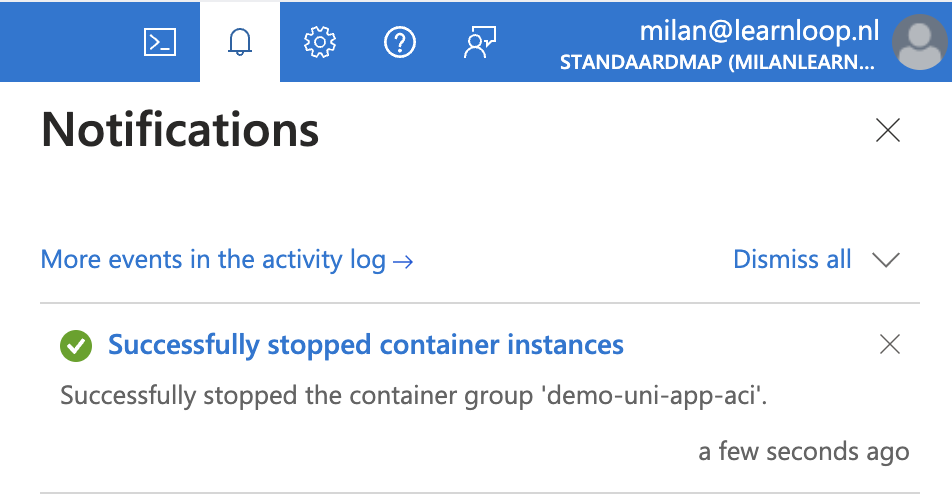 milan@learnloop.nl
STANDAARDMAP (MILANLEARN...
Notifications
More events in the activity log →
Dismiss all
Successfully stopped container instances
Successfully stopped the container group 'demo-uni-app-aci'.
a few seconds ago